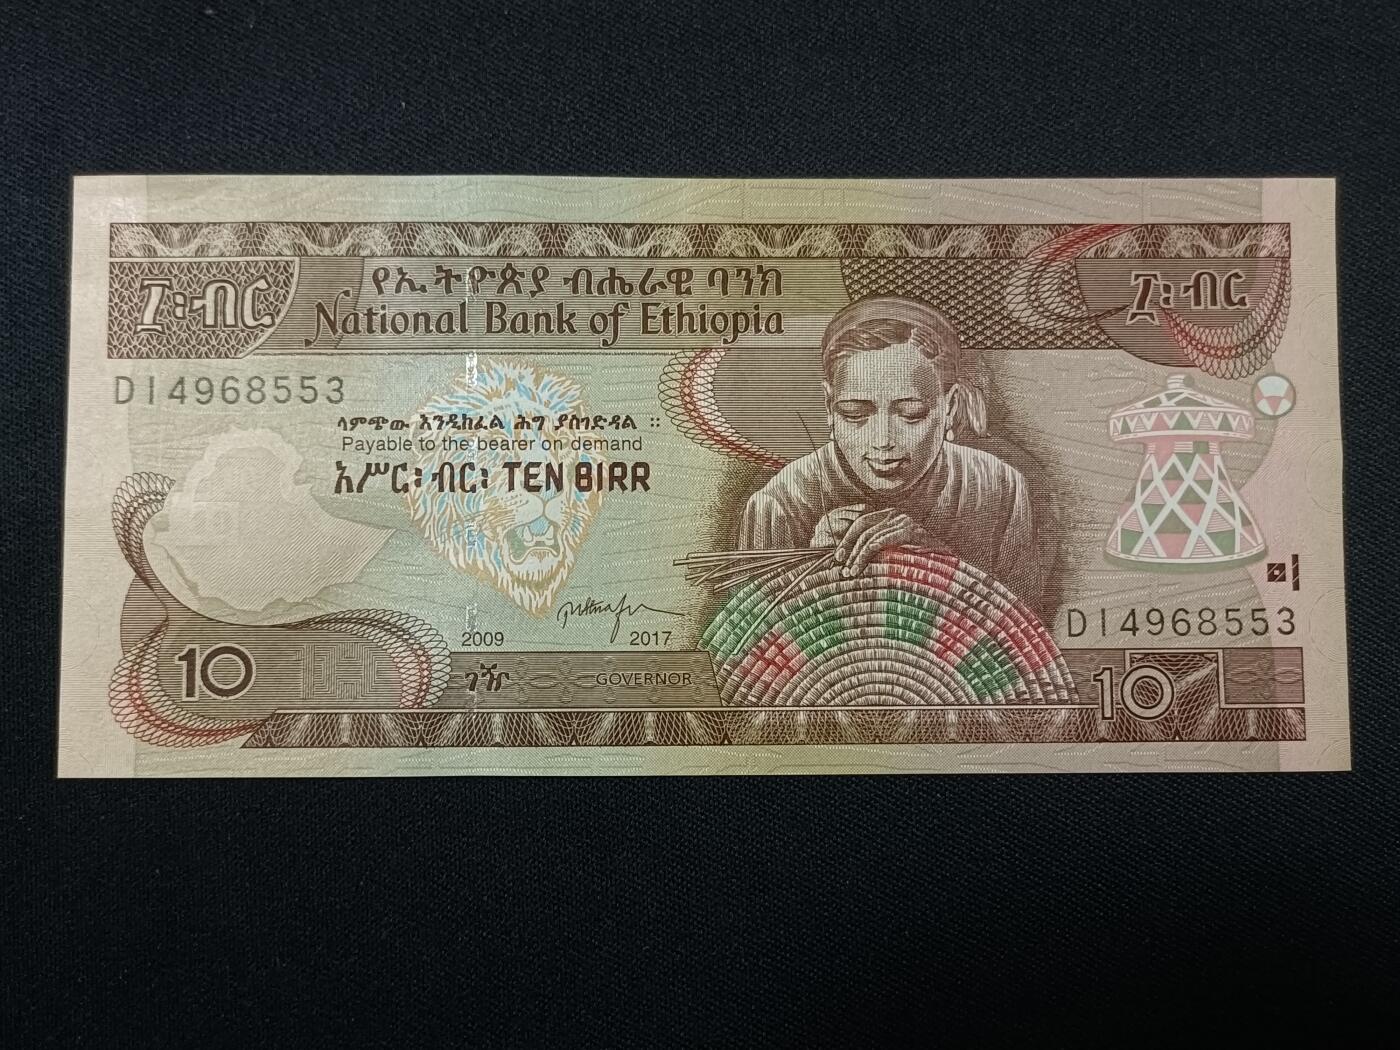 ፲፡ብር
የኢትዮጵያ ብሔራዊ ባንክ
National Bank of Ethiopia
፲፡ብር
DI4968553
ላምጭው እንዲከፈል ሕግ ያስገድዳል ።
Payable to the bearer on demand
አሥር፡ ብር፡ TEN BIRR
2009 2017
DI4968553
10
ገዥ GOVERNOR
10